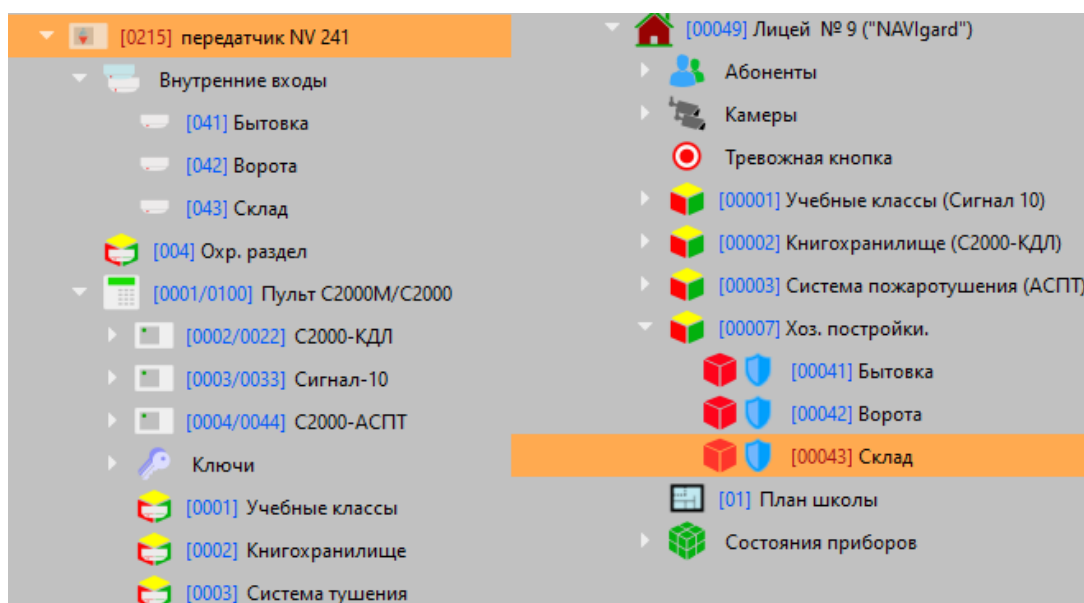 [0215] передатчик NV 241
Внутренние входы
[041] Бытовка
[042] Ворота
[043] Склад
[004] Охр. раздел
[0001/0100] Пульт С2000М/С2000
[0002/0022] С2000-КДЛ
[0003/0033] Сигнал-10
[0004/0044] С2000-АСПТ
Ключи
[0001] Учебные классы
[0002] Книгохранилище
[0003] Система тушения
[00049] Лицей № 9 ("NAVIgard")
Абоненты
Камеры
Тревожная кнопка
[00001] Учебные классы (Сигнал 10)
[00002] Книгохранилище (С2000-КДЛ)
[00003] Система пожаротушения (АСПТ)
[00007] Хоз. постройки.
[00041] Бытовка
[00042] Ворота
[00043] Склад
[01] План школы
Состояния приборов